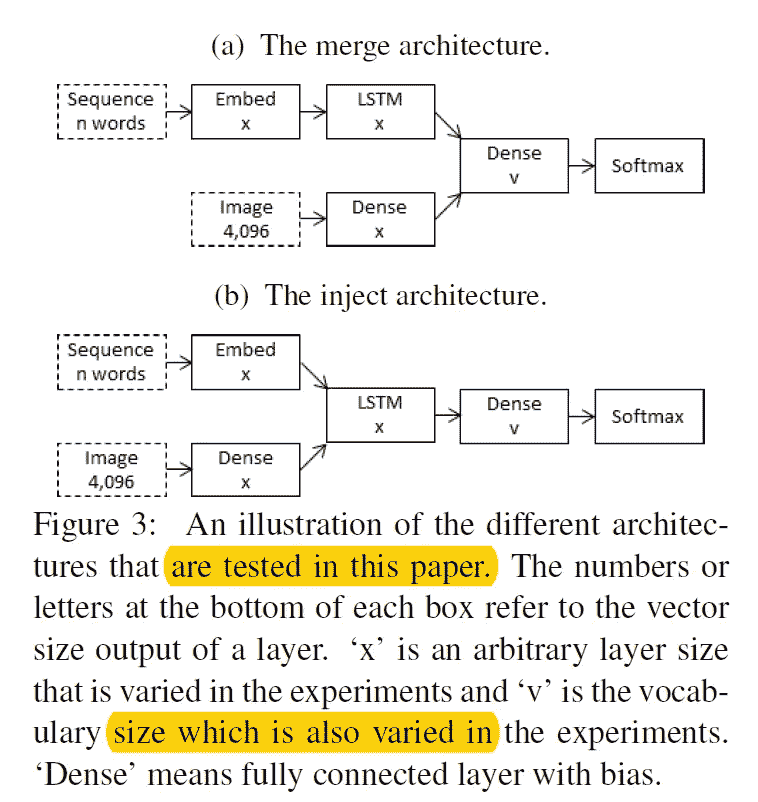 (a) The merge architecture.
Sequence
n words
Embed
x
LSTM
x
Dense
v
Softmax
Image
4,096
Dense
x
(b) The inject architecture.
Sequence
n words
Embed
x
LSTM
x
Dense
v
Softmax
Image
4,096
Dense
x
Figure 3: An illustration of the different architec-
tures that are tested in this paper. The numbers or
letters at the bottom of each box refer to the vector
size output of a layer. ‘x’ is an arbitrary layer size
that is varied in the experiments and ‘v’ is the vocab-
ulary size which is also varied in the experiments.
‘Dense’ means fully connected layer with bias.